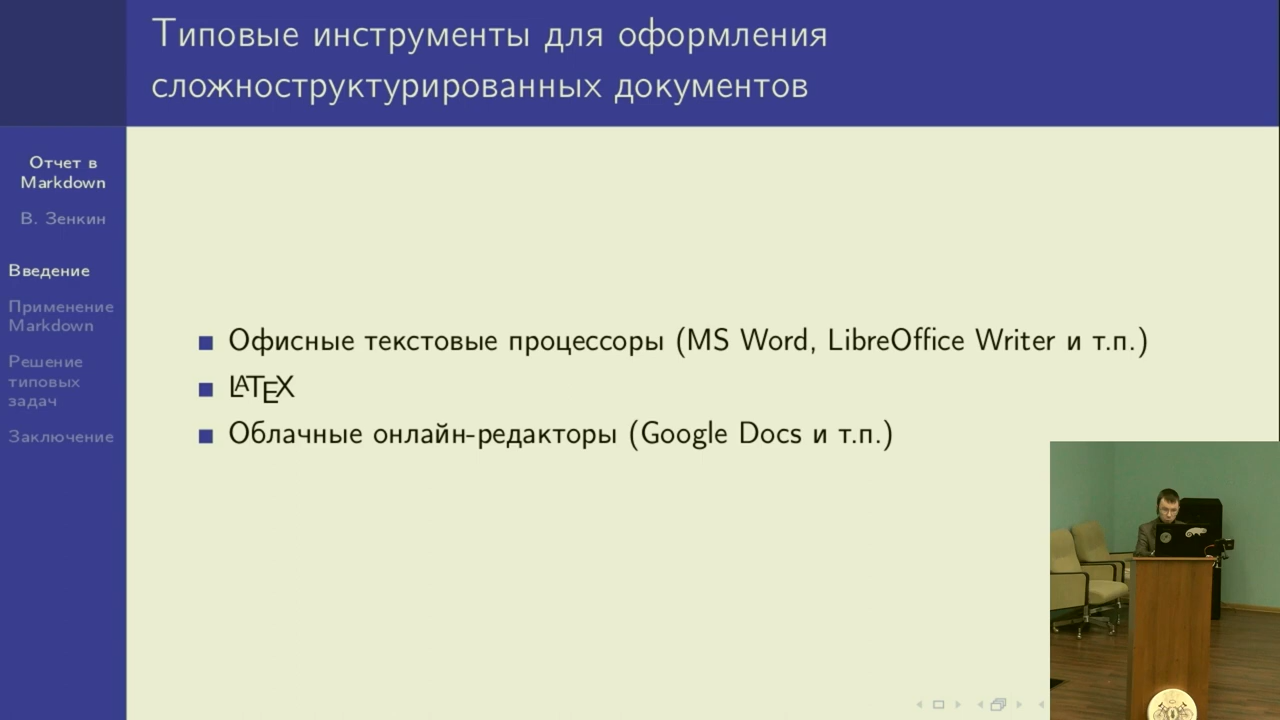 Типовые инструменты для оформления
сложноструктурированных документов
Отчет в
Markdown
В. Зенкин
Введение
Применение
Markdown
Решение
типовых
задач
Заключение
Офисные текстовые процессоры (MS Word, LibreOffice Writer и т.п.)
LATEX
Облачные онлайн-редакторы (Google Docs и т.п.)